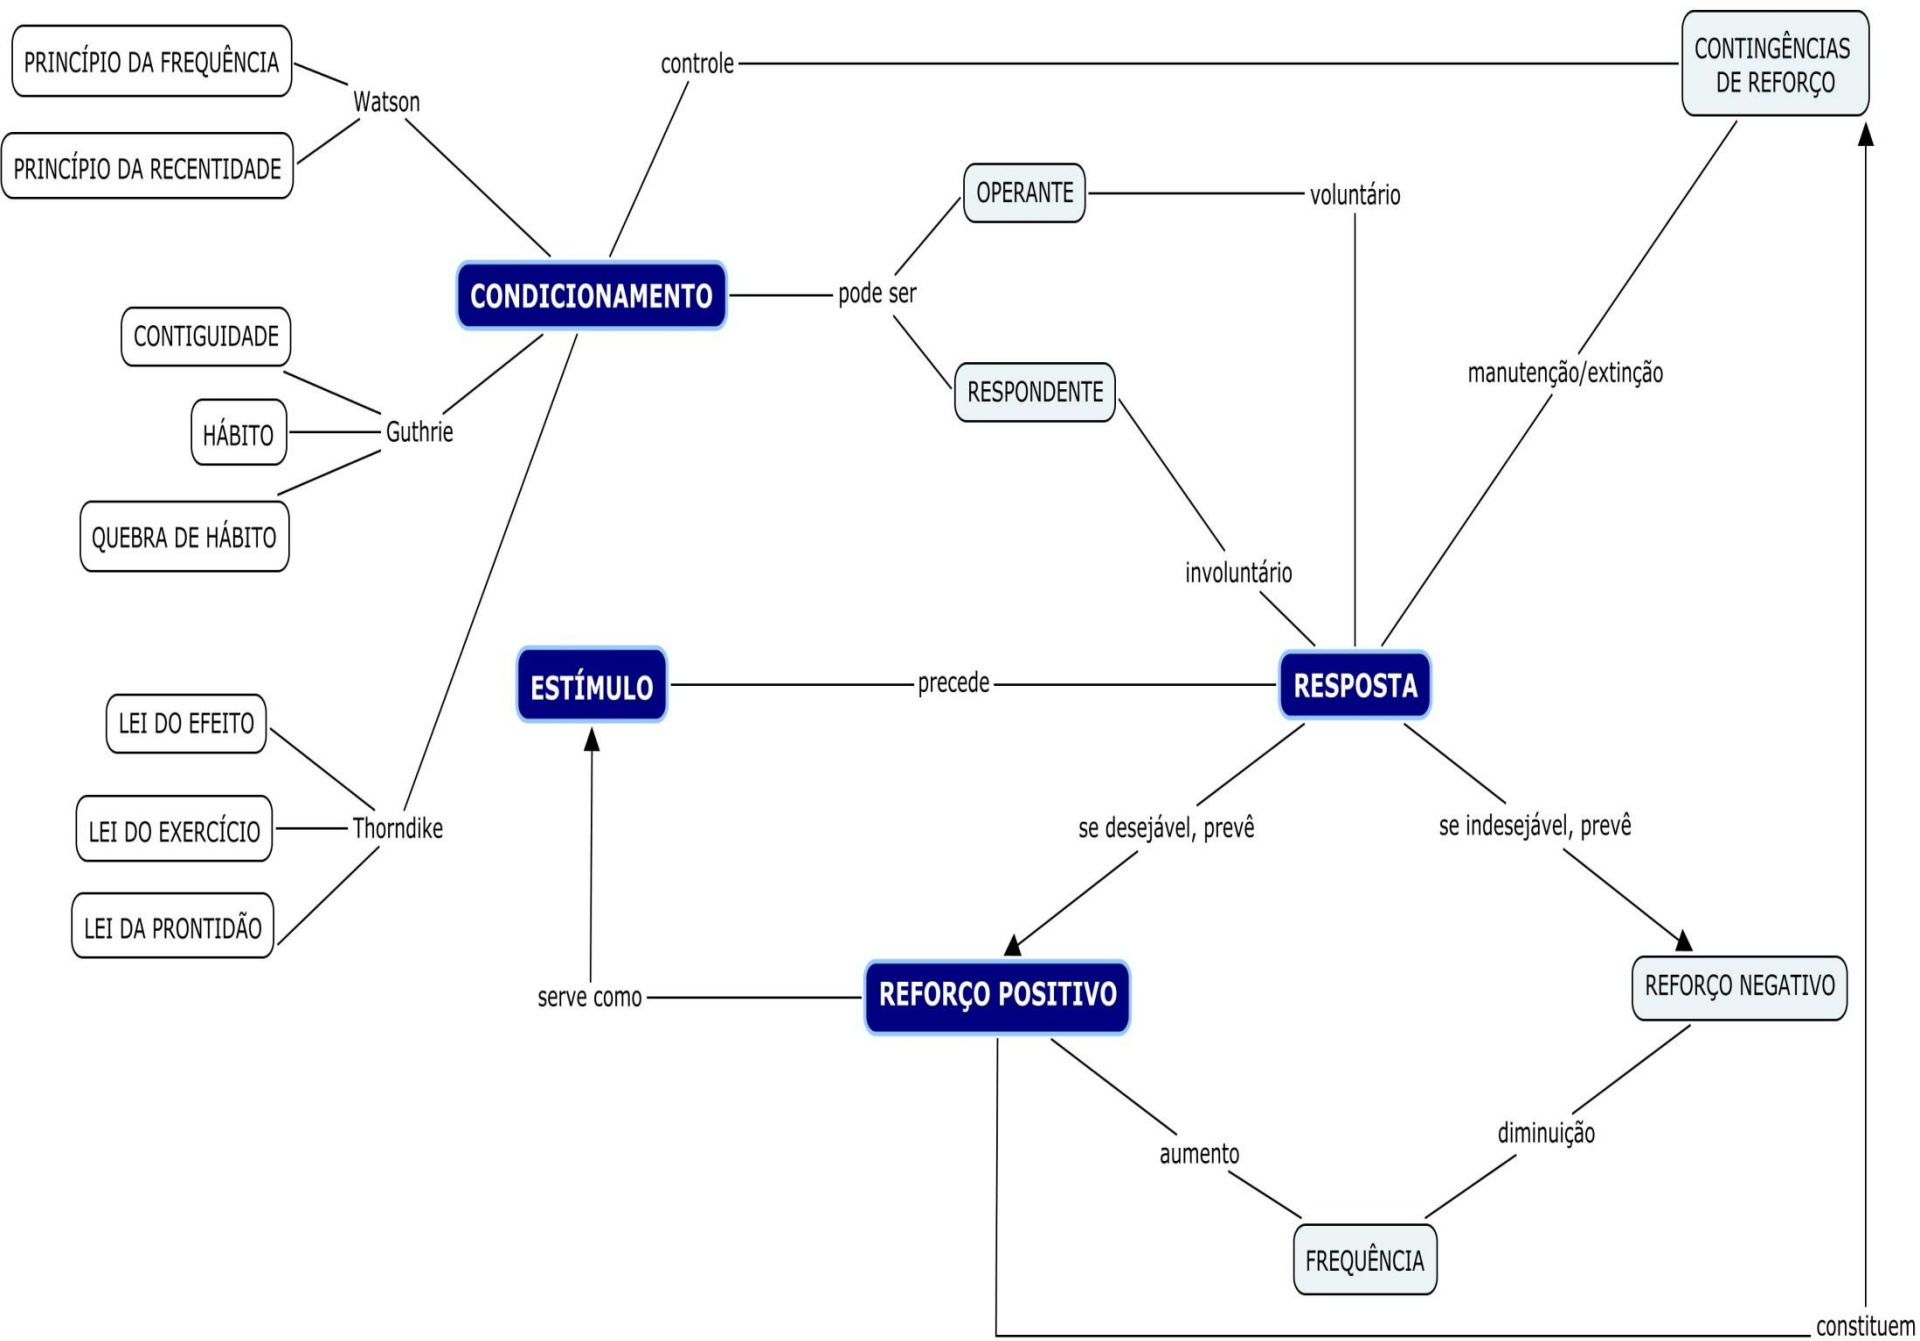 PRINCÍPIO DA FREQUÊNCIA
Watson
PRINCÍPIO DA RECENTIDADE
controle
CONTINGÊNCIAS
DE REFORÇO
OPERANTE
voluntário
CONDICIONAMENTO
pode ser
RESPONDENTE
involuntário
manutenção/extinção
CONTIGUIDADE
HÁBITO
Guthrie
QUEBRA DE HÁBITO
ESTÍMULO
precede
RESPOSTA
LEI DO EFEITO
LEI DO EXERCÍCIO
Thorndike
LEI DA PRONTIDÃO
se desejável, prevê
se indesejável, prevê
serve como
REFORÇO POSITIVO
REFORÇO NEGATIVO
aumento
diminuição
FREQUÊNCIA
constituem